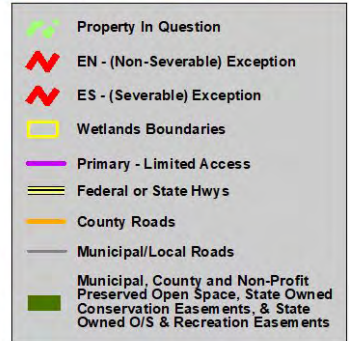 Property In Question
EN - (Non-Severable) Exception
ES - (Severable) Exception
Wetlands Boundaries
Primary - Limited Access
Federal or State Hwys
County Roads
Municipal/Local Roads
Municipal, County and Non-Profit
Preserved Open Space, State Owned
Conservation Easements, & State
Owned O/S & Recreation Easements